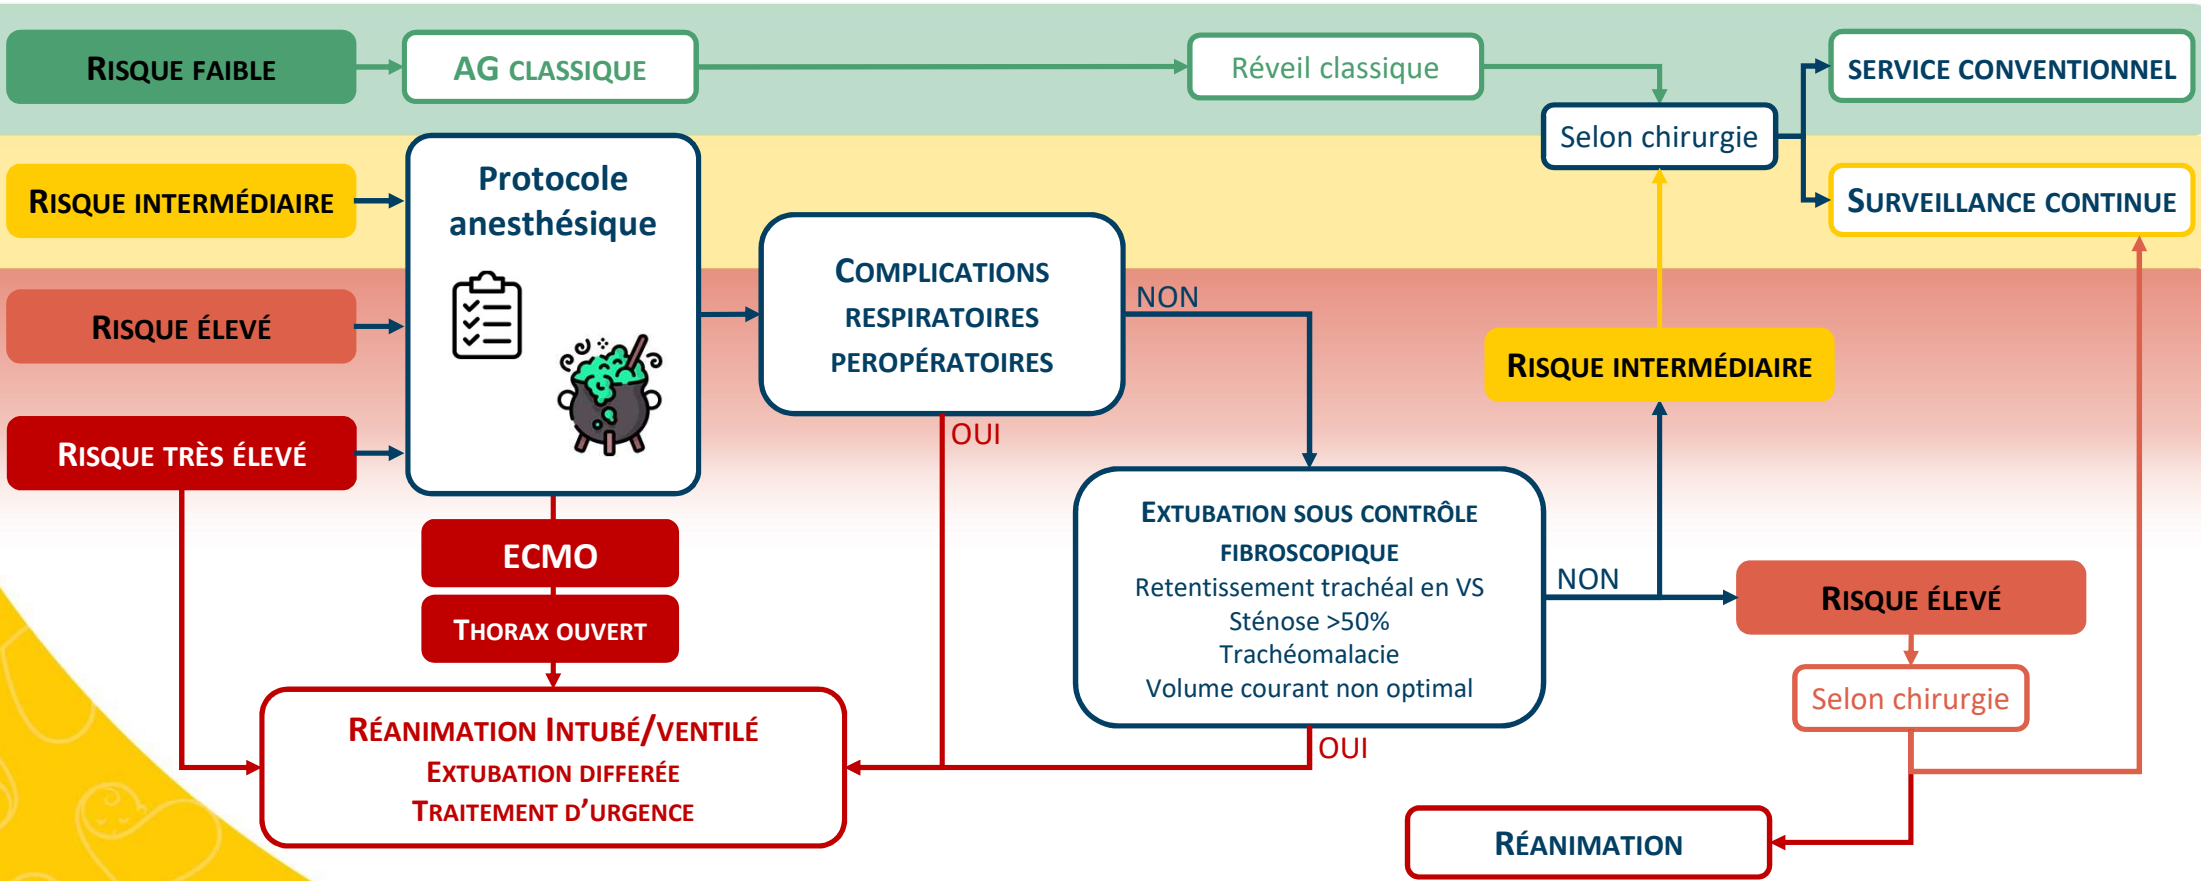 RISQUE FAIBLE
AG CLASSIQUE
Réveil classique
SERVICE CONVENTIONNEL
Selon chirurgie
RISQUE INTERMÉDIAIRE
Protocole
anesthésique
SURVEILLANCE CONTINUE
RISQUE ÉLEVÉ
COMPLICATIONS
RESPIRATOIRES
PEROPÉRATOIRES
NON
OUI
RISQUE INTERMÉDIAIRE
RISQUE TRÈS ÉLEVÉ
ECMO
THORAX OUVERT
EXTUBATION SOUS CONTRÔLE
FIBROSCOPIQUE
Retentissement trachéal en VS
Sténose >50%
Trachéomalacie
Volume courant non optimal
NON
OUI
RISQUE ÉLEVÉ
Selon chirurgie
RÉANIMATION INTUBÉ/VENTILÉ
EXTUBATION DIFFERÉE
TRAITEMENT D'URGENCE
RÉANIMATION